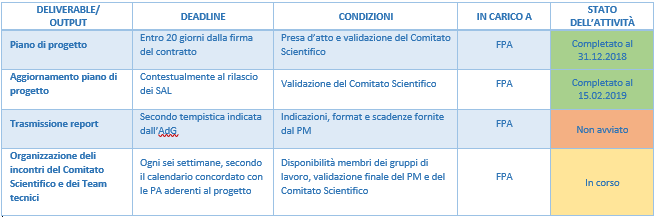 DELIVERABLE/
OUTPUT
DEADLINE
CONDIZIONI
IN CARICO A
STATO
DELL'ATTIVITÀ
Piano di progetto
Entro 20 giorni dalla firma
del contratto
Presa d'atto e validazione del Comitato
Scientifico
FPA
Completato al
31.12.2018
Aggiornamento piano di
progetto
Contestualmente al rilascio
dei SAL
Validazione del Comitato Scientifico
FPA
Completato al
15.02.2019
Trasmissione report
Secondo tempistica indicata
dall'AdG
Indicazioni, format e scadenze fornite
dal PM
FPA
Non avviato
Organizzazione deli
incontri del Comitato
Scientifico e dei Team
tecnici
Ogni sei settimane, secondo
il calendario concordato con
le PA aderenti al progetto
Disponibilità membri dei gruppi di
lavoro, validazione finale del PM e del
Comitato Scientifico
FPA
In corso